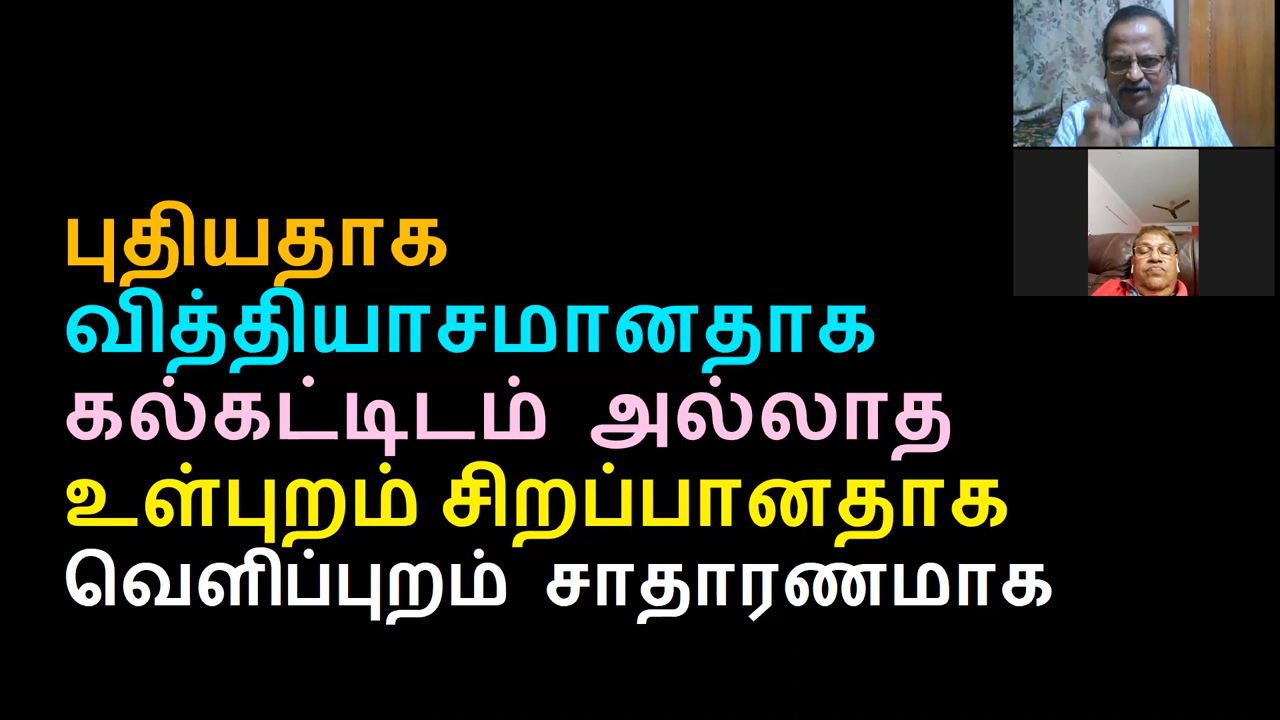 புதியதாக
வித்தியாசமானதாக
கல்கட்டிடம் அல்லாத
உள்புறம் சிறப்பானதாக
வெளிப்புறம் சாதாரணமாக